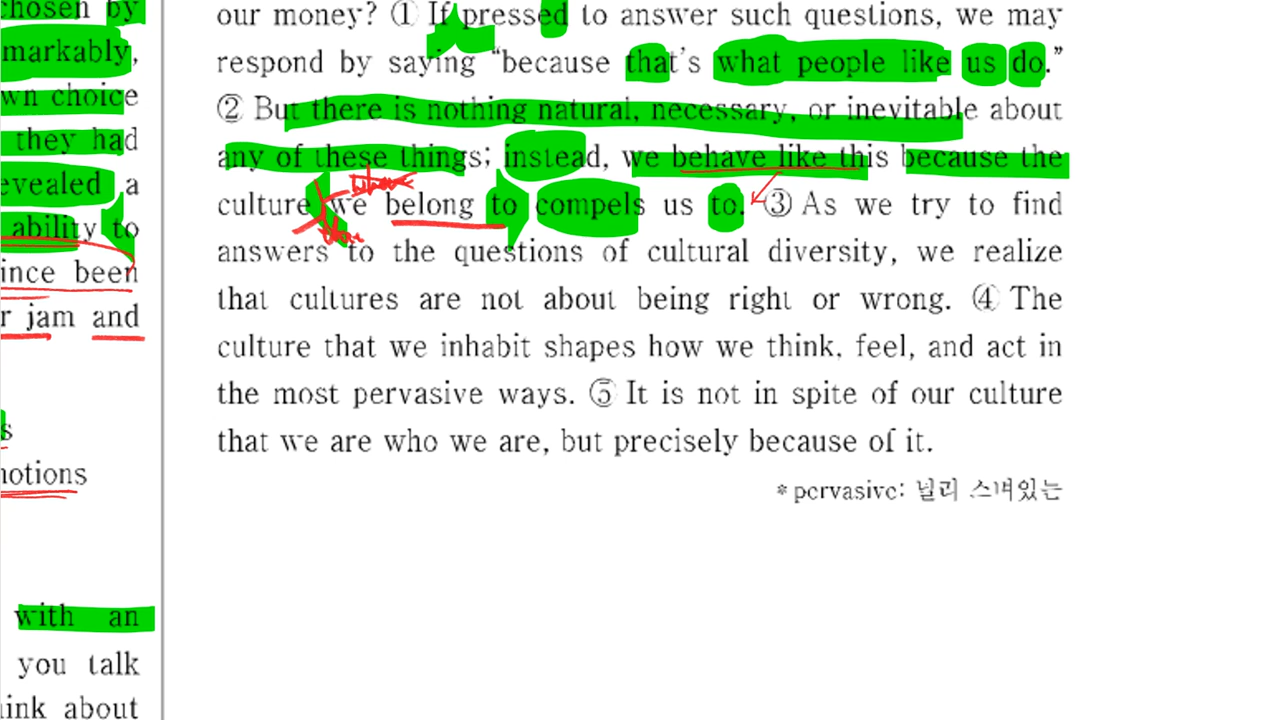 chosen by
markably,
wn choice
they had
evealed a
ability to
ince been
r jam and
s
notions
with an
you talk
ink about
our money? ① If pressed to answer such questions, we may
respond by saying “because that's what people like us do.”
② But there is nothing natural, necessary, or inevitable about
any of these things; instead, we behave like this because the
culture we belong to compels us to. ③ As we try to find
answers to the questions of cultural diversity, we realize
that cultures are not about being right or wrong. ④ The
culture that we inhabit shapes how we think, feel, and act in
the most pervasive ways. ⑤ It is not in spite of our culture
that we are who we are, but precisely because of it.
* pervasive: 널리 스며있는